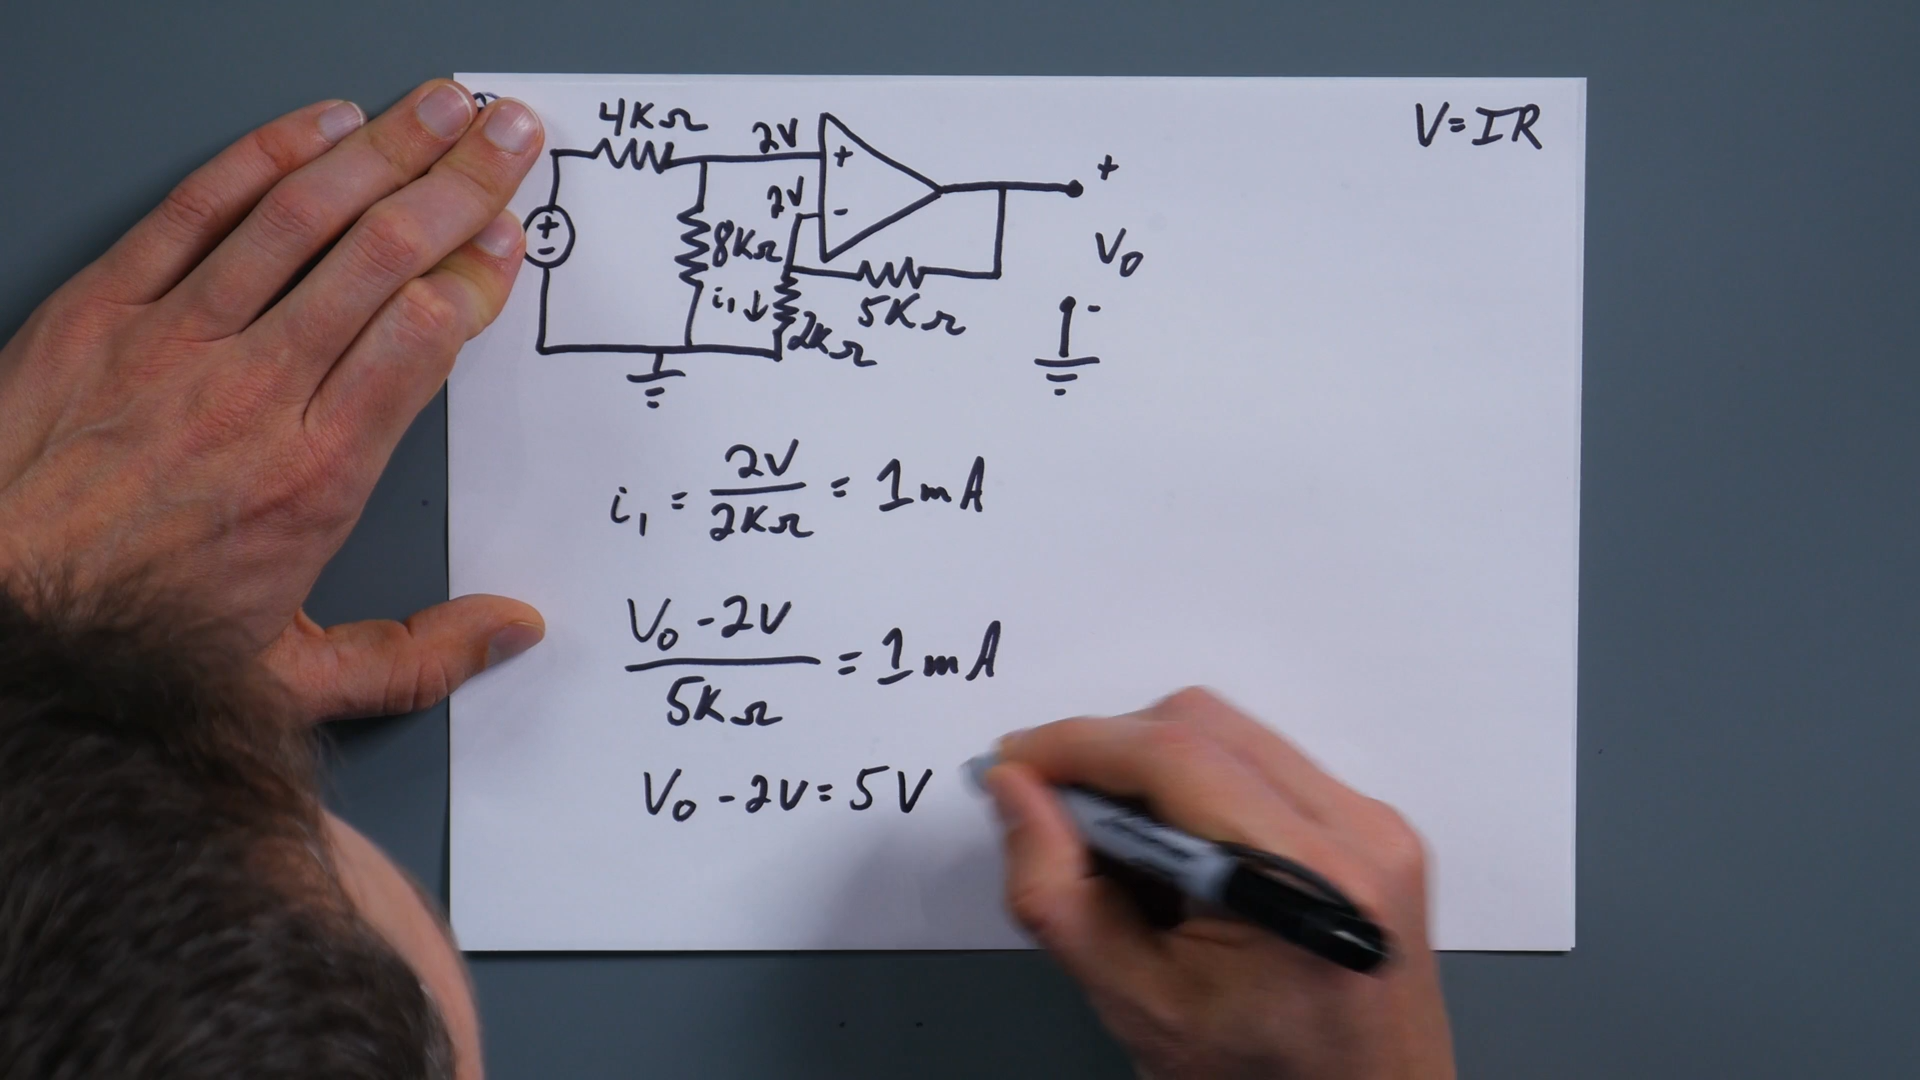 V=IR
4KΩ
2V
+
+
2V
-
+
-
8KΩ
V₀
i₁↓
5KΩ
-
2KΩ
i₁ = 2V/2KΩ = 1mA
V₀-2V/5KΩ = 1mA
V₀-2V=5V